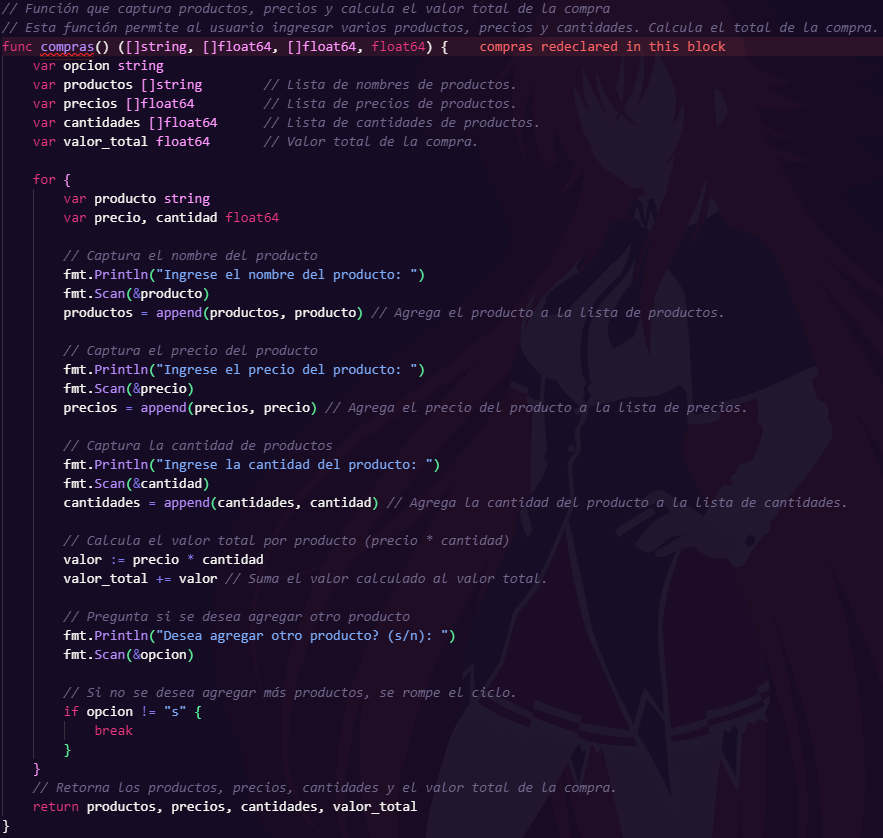 // Función que captura productos, precios y calcula el valor total de la compra
// Esta función permite al usuario ingresar varios productos, precios y cantidades. Calcula el total de la compra.
func compras() ([]string, []float64, []float64, float64) {    compras redeclared in this block
    var opcion string
    var productos []string        // Lista de nombres de productos.
    var precios []float64         // Lista de precios de productos.
    var cantidades []float64      // Lista de cantidades de productos.
    var valor_total float64       // Valor total de la compra.

    for {
        var producto string
        var precio, cantidad float64

        // Captura el nombre del producto
        fmt.Println("Ingrese el nombre del producto: ")
        fmt.Scan(&producto)
        productos = append(productos, producto) // Agrega el producto a la lista de productos.

        // Captura el precio del producto
        fmt.Println("Ingrese el precio del producto: ")
        fmt.Scan(&precio)
        precios = append(precios, precio) // Agrega el precio del producto a la lista de precios.

        // Captura la cantidad de productos
        fmt.Println("Ingrese la cantidad del producto: ")
        fmt.Scan(&cantidad)
        cantidades = append(cantidades, cantidad) // Agrega la cantidad del producto a la lista de cantidades.

        // Calcula el valor total por producto (precio * cantidad)
        valor := precio * cantidad
        valor_total += valor // Suma el valor calculado al valor total.

        // Pregunta si se desea agregar otro producto
        fmt.Println("Desea agregar otro producto? (s/n): ")
        fmt.Scan(&opcion)

        // Si no se desea agregar más productos, se rompe el ciclo.
        if opcion != "s" {
            break
        }
    }
    // Retorna los productos, precios, cantidades y el valor total de la compra.
    return productos, precios, cantidades, valor_total
}